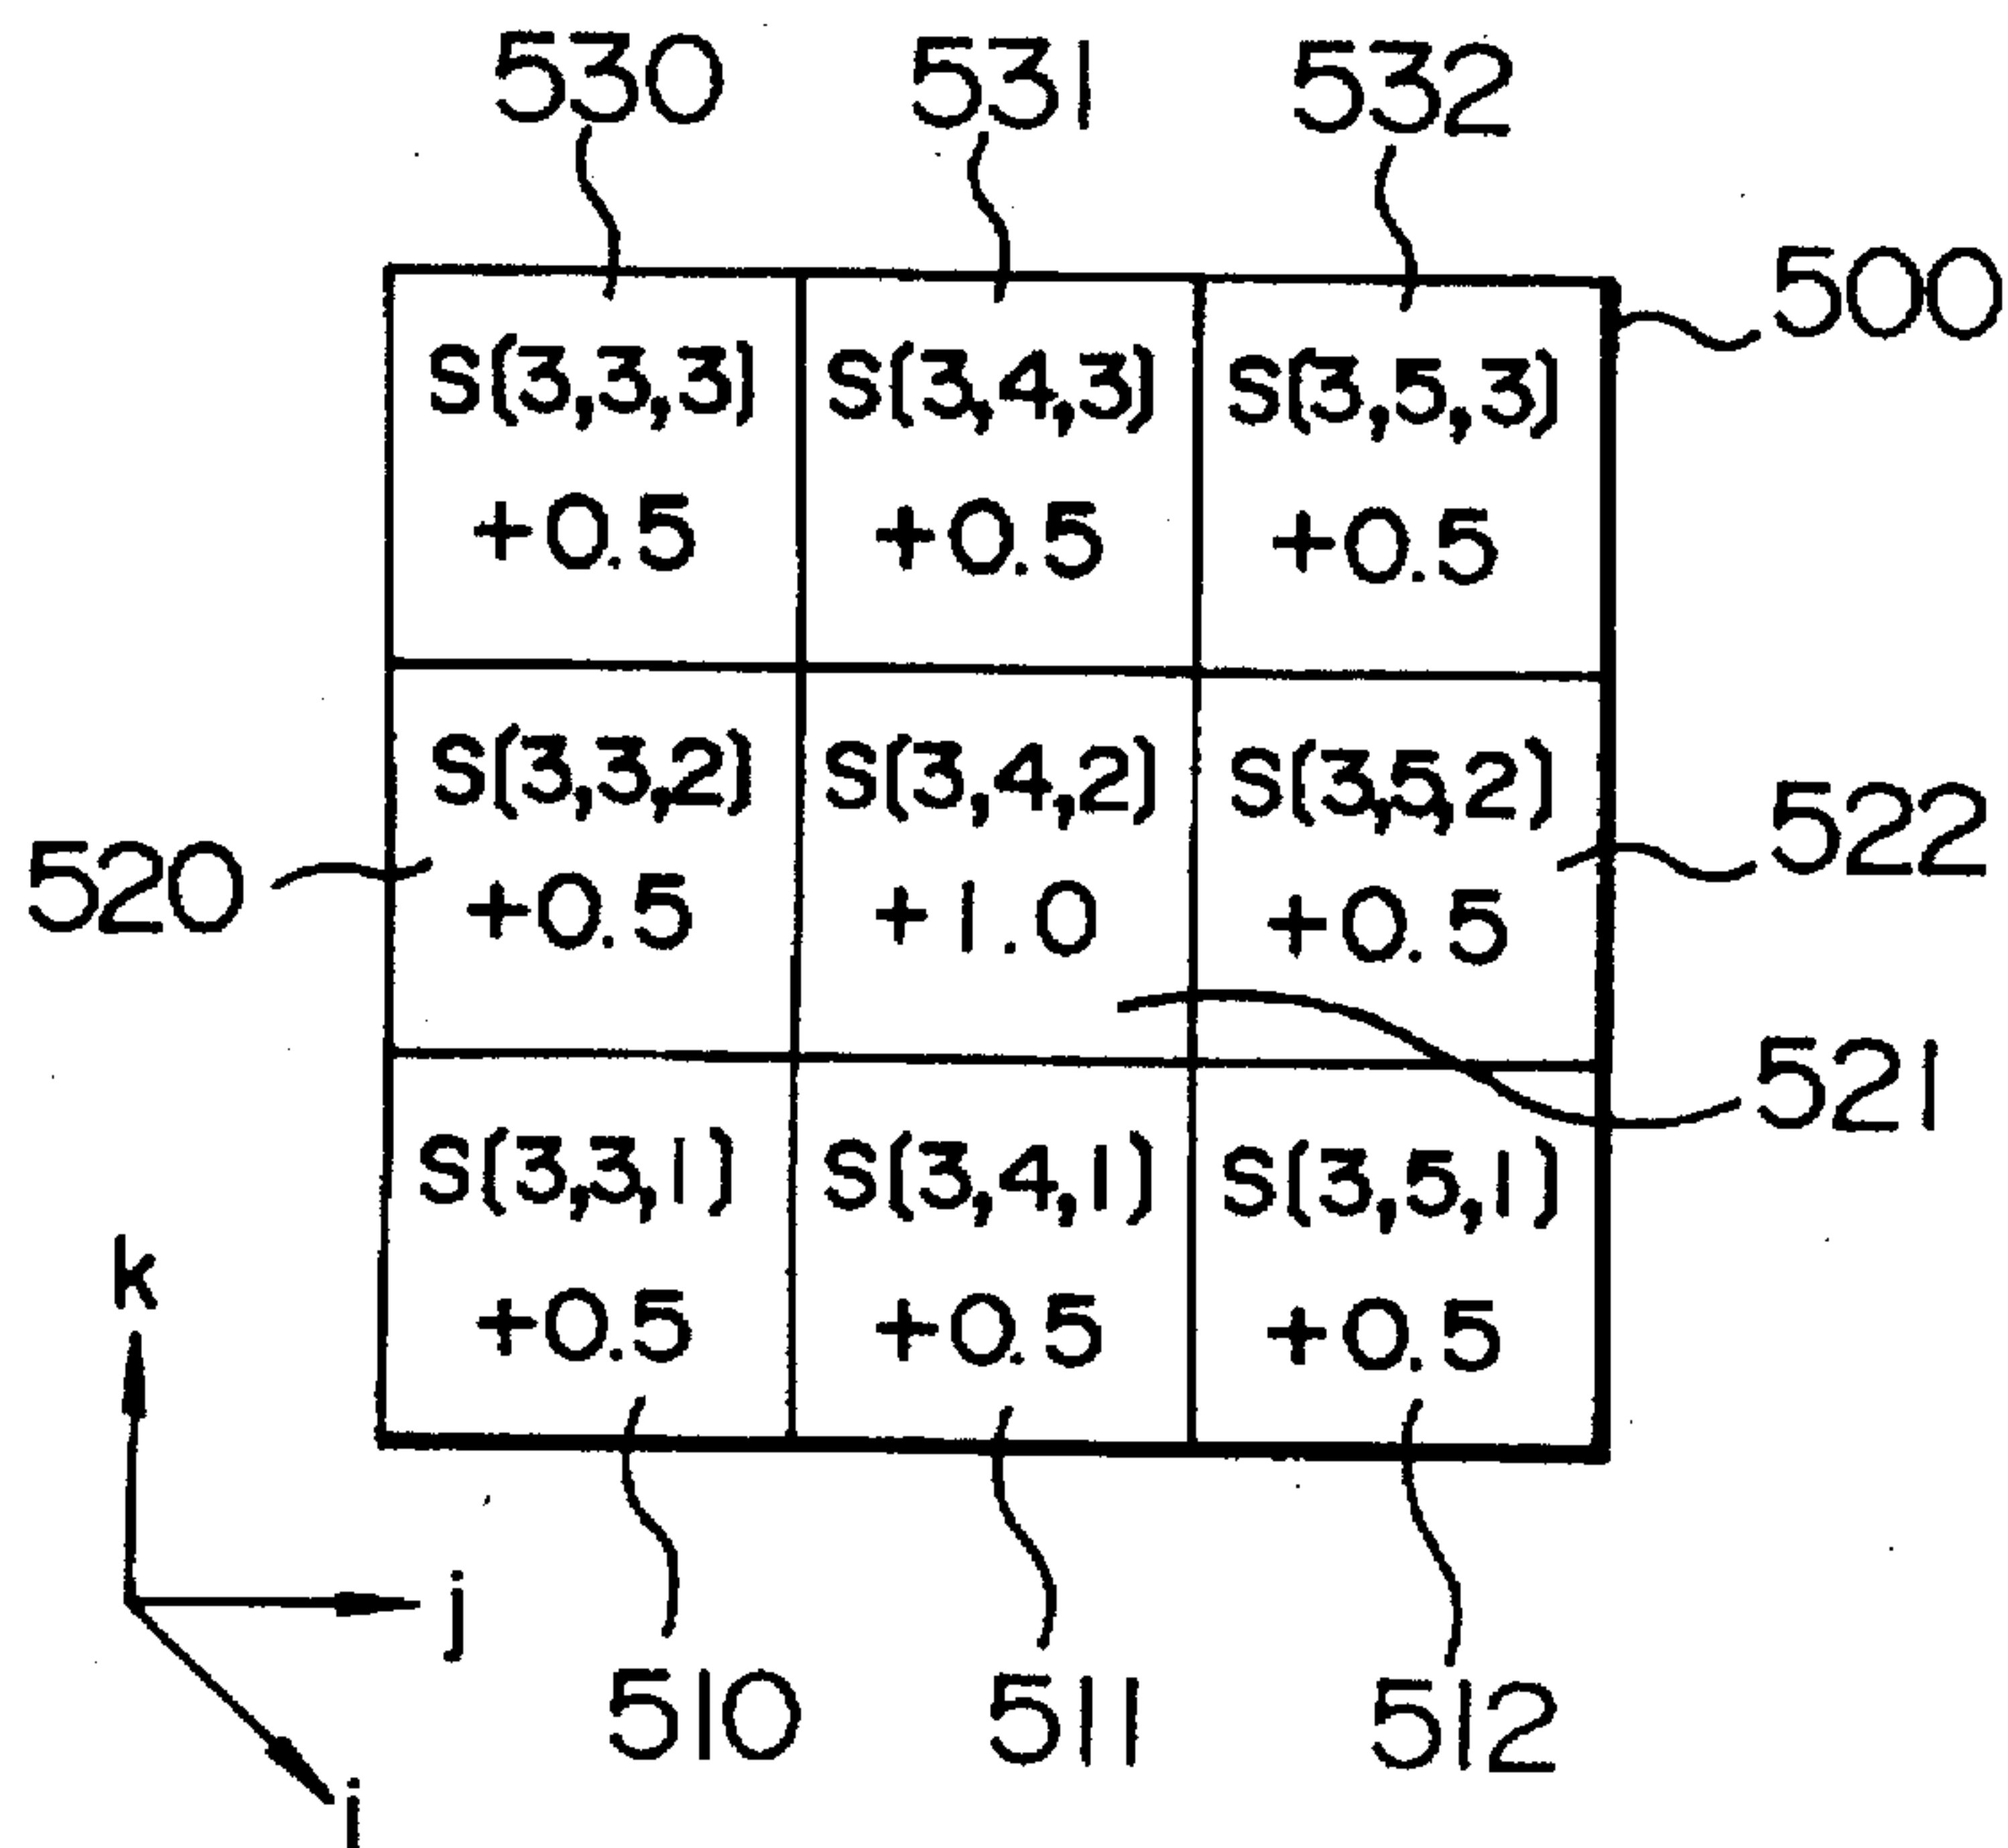 530 531 532
500
S(3,3,3) S(3,4,3) S(3,5,3)
+0.5 +0.5 +0.5
S(3,3,2) S(3,4,2) S(3,5,2)
520 +0.5 +1.0 +0.5 522
521
S(3,3,1) S(3,4,1) S(3,5,1)
+0.5 +0.5 +0.5
k
j
510 511 512
i